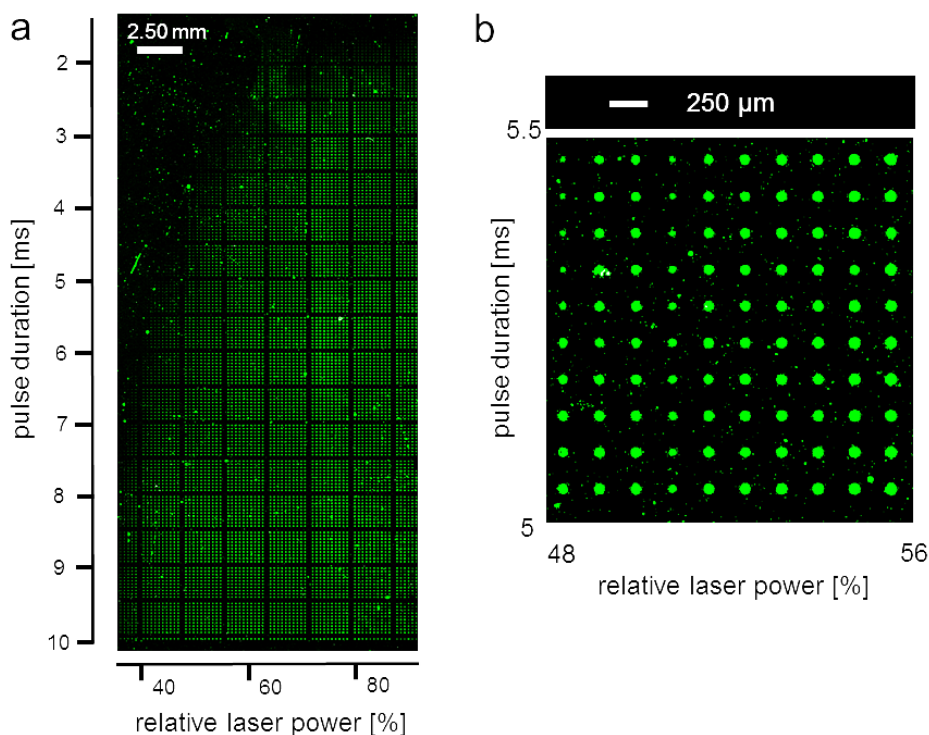 a
2.50 mm
pulse duration [ms]
2
3
4
5
6
7
8
9
10
40
60
80
relative laser power [%]
b
250 µm
pulse duration [ms]
5.5
5
48
56
relative laser power [%]